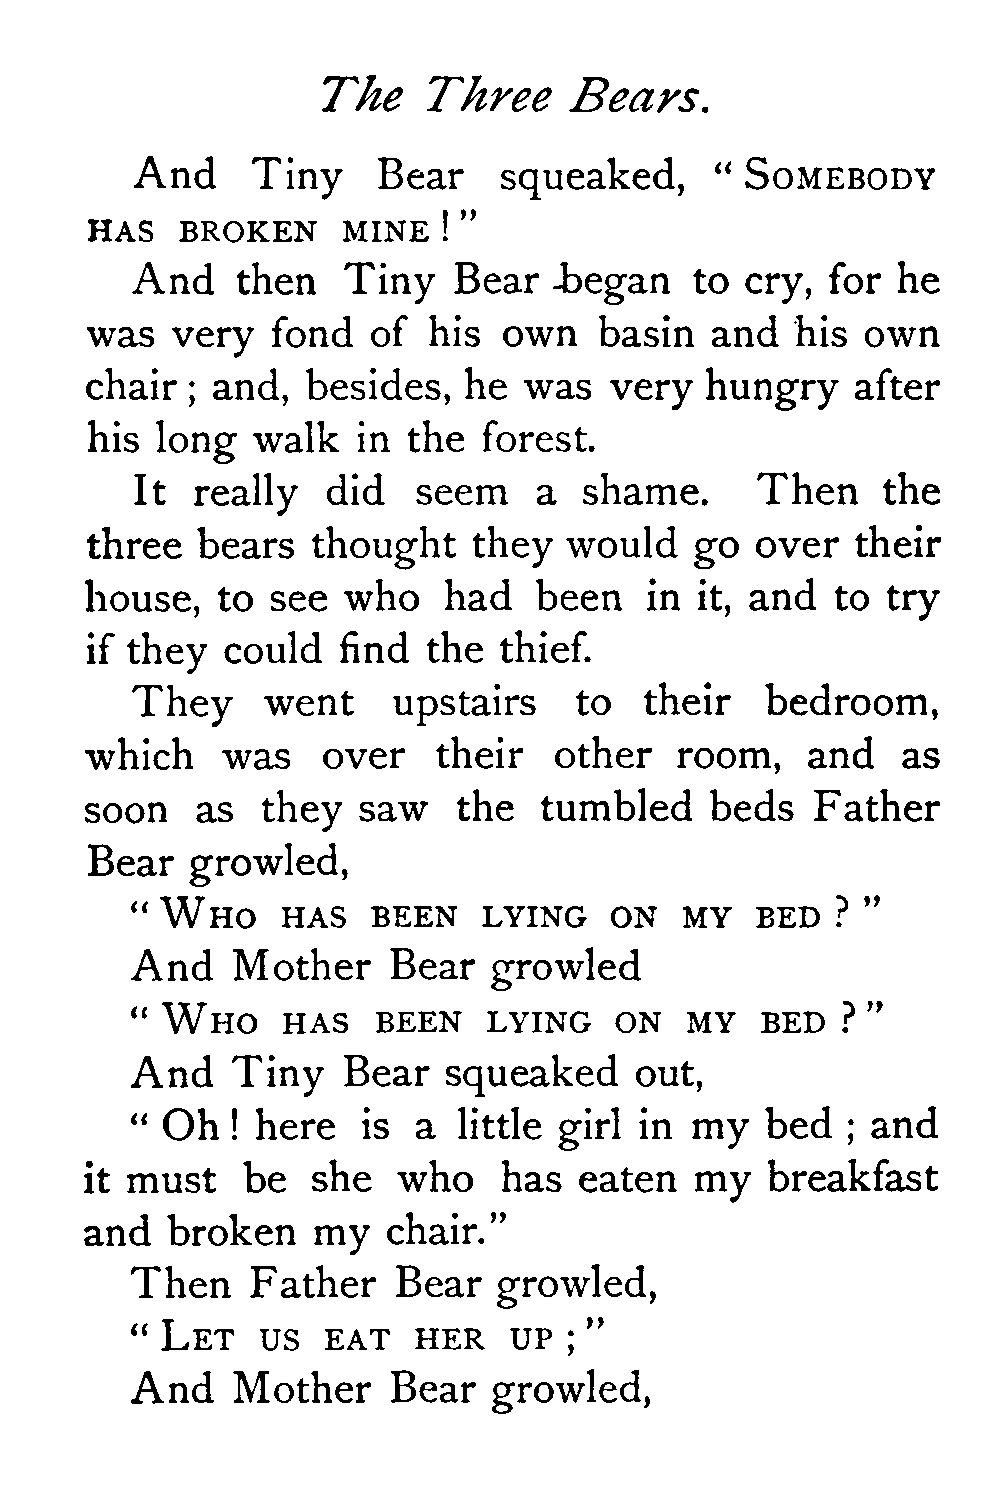 The Three Bears.
And Tiny Bear squeaked, “ Somebody
has broken mine ! ”
And then Tiny Bear began to cry, for he
was very fond of his own basin and his own
chair ; and, besides, he was very hungry after
his long walk in the forest.
It really did seem a shame. Then the
three bears thought they would go over their
house, to see who had been in it, and to try
if they could find the thief.
They went upstairs to their bedroom,
which was over their other room, and as
soon as they saw the tumbled beds Father
Bear growled,
“ Who has been lying on my bed ? ”
And Mother Bear growled
“ Who has been lying on my bed ? ”
And Tiny Bear squeaked out,
“ Oh ! here is a little girl in my bed ; and
it must be she who has eaten my breakfast
and broken my chair.”
Then Father Bear growled,
“ Let us eat her up ; ”
And Mother Bear growled,